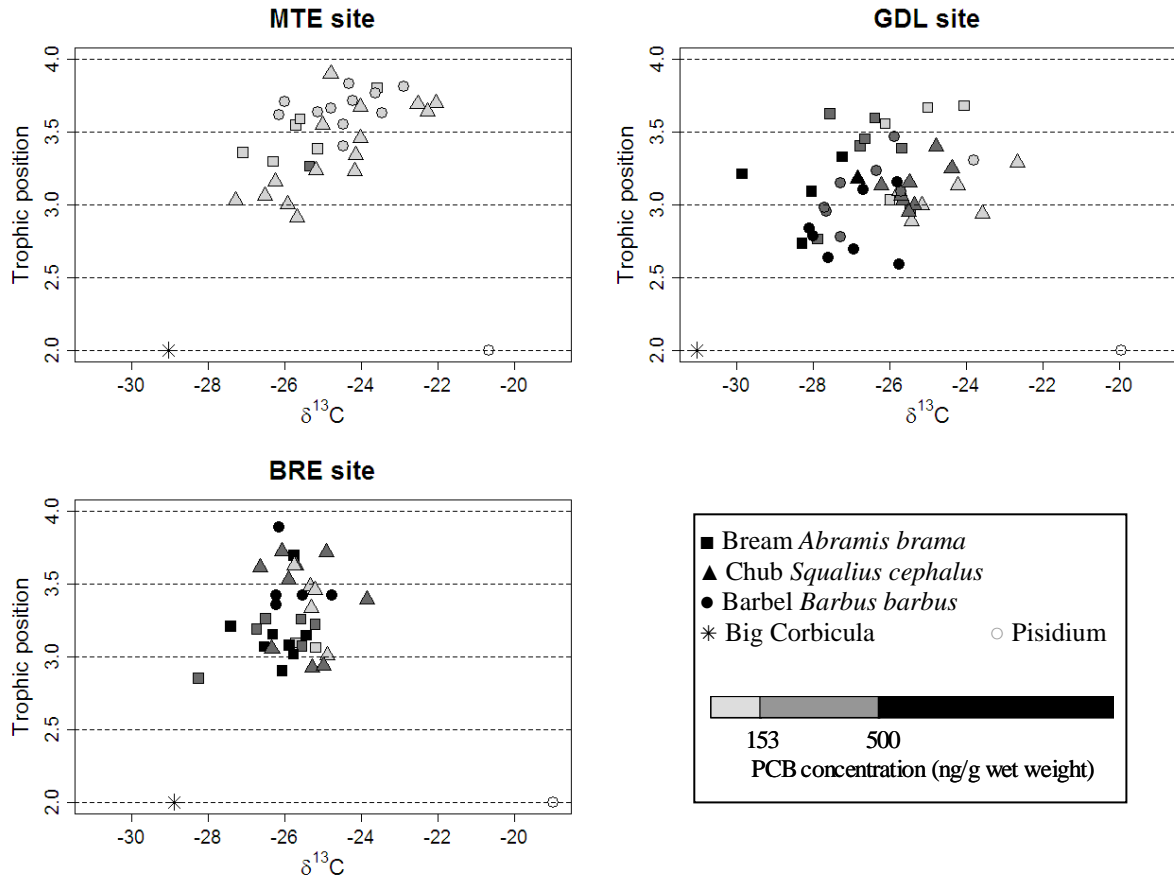 MTE site
4.0
3.5
3.0
2.5
2.0
Trophic position
-30 -28 -26 -24 -22 -20
δ13C
GDL site
4.0
3.5
3.0
2.5
2.0
Trophic position
-30 -28 -26 -24 -22 -20
δ13C
BRE site
4.0
3.5
3.0
2.5
2.0
Trophic position
-30 -28 -26 -24 -22 -20
δ13C
Bream Abramis brama
Chub Squalius cephalus
Barbel Barbus barbus
Big Corbicula Pisidium
153 500
PCB concentration (ng/g wet weight)